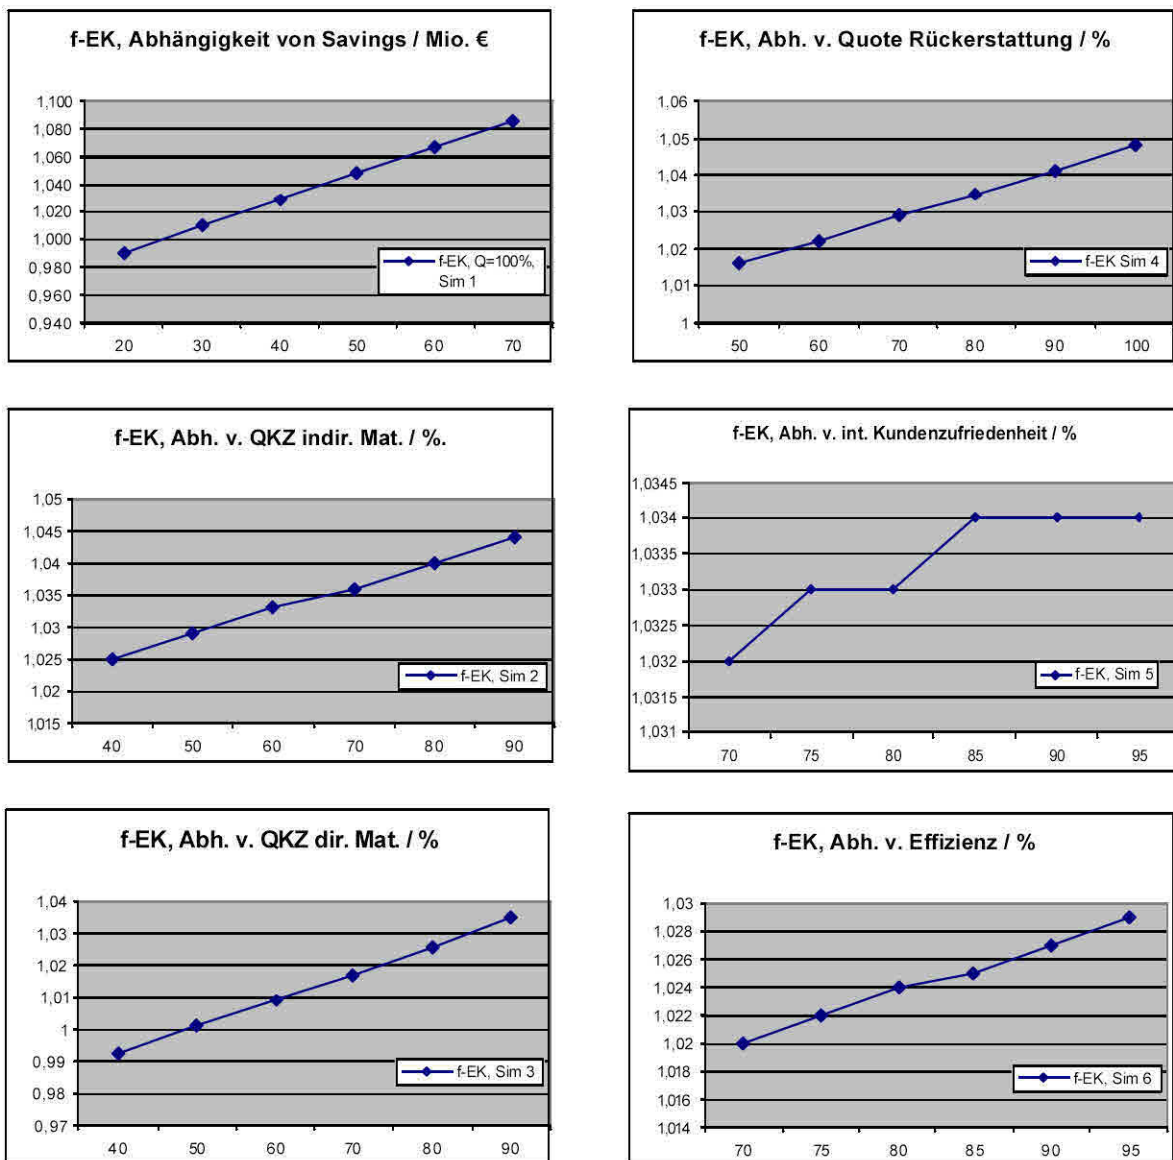 f-EK, Abhängigkeit von Savings / Mio. €
1,100
1,080
1,060
1,040
1,020
1,000
0,980
0,960
0,940
f-EK, Q=100%,
Sim 1
20 30 40 50 60 70
f-EK, Abh. v. Quote Rückerstattung / %
1,06
1,05
1,04
1,03
1,02
1,01
1
f-EK Sim 4
50 60 70 80 90 100
f-EK, Abh. v. QKZ indir. Mat. / %.
1,05
1,045
1,04
1,035
1,03
1,025
1,02
1,015
f-EK, Sim 2
40 50 60 70 80 90
f-EK, Abh. v. int. Kundenzufriedenheit / %
1,0345
1,034
1,0335
1,033
1,0325
1,032
1,0315
1,031
f-EK, Sim 5
70 75 80 85 90 95
f-EK, Abh. v. QKZ dir. Mat. / %
1,04
1,03
1,02
1,01
1
0,99
0,98
0,97
f-EK, Sim 3
40 50 60 70 80 90
f-EK, Abh. v. Effizienz / %
1,03
1,028
1,026
1,024
1,022
1,02
1,018
1,016
1,014
f-EK, Sim 6
70 75 80 85 90 95